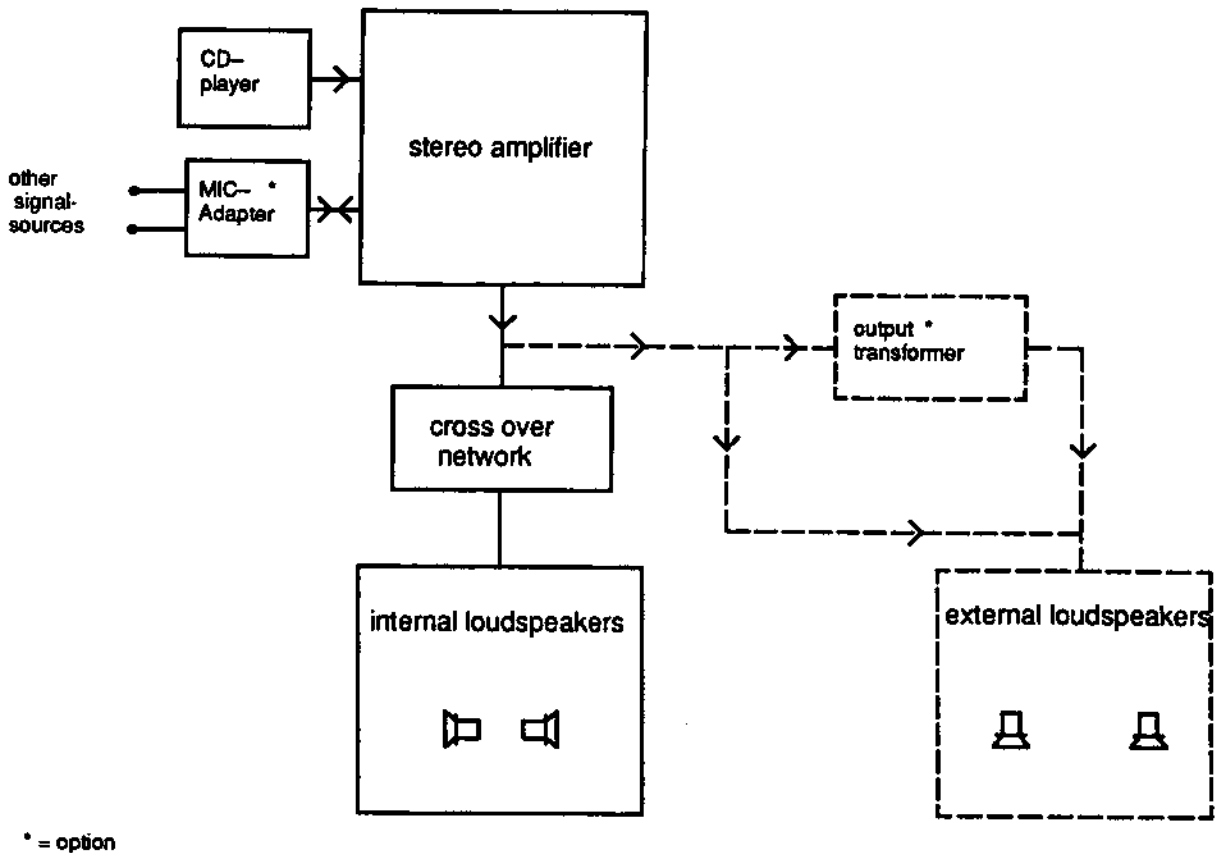 CD–
player
stereo amplifier
other
signal-
sources
MIC– *
Adapter
output *
transformer
cross over
network
internal loudspeakers
external loudspeakers
* = option